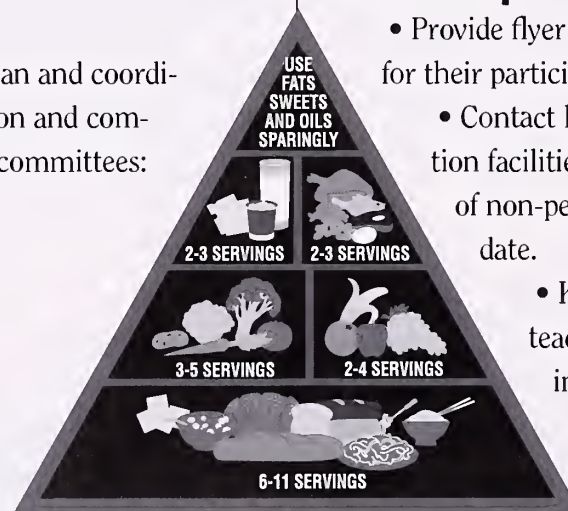 an and coordi-
on and com-
committees:
• Provide flyer
for their partici
• Contact
tion facilitie
of non-pe
date.
•
teac
in
USE
FATS
SWEETS
AND OILS
SPARINGLY
2-3 SERVINGS
2-3 SERVINGS
3-5 SERVINGS
2-4 SERVINGS
6-11 SERVINGS